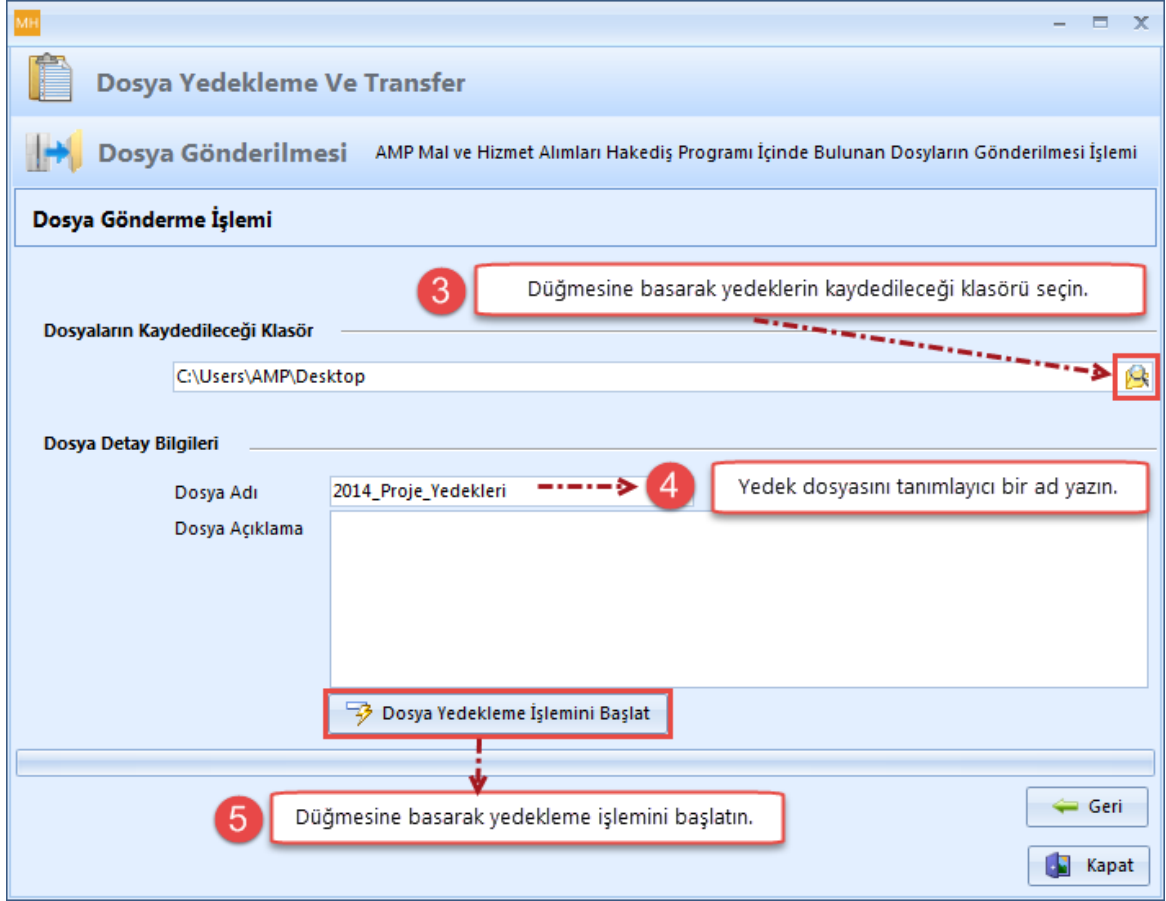 MH
Dosya Yedekleme Ve Transfer
Dosya Gönderilmesi AMP Mal ve Hizmet Alımları Hakediş Programı İçinde Bulunan Dosyların Gönderilmesi İşlemi
Dosya Gönderme İşlemi
3 Düğmesine basarak yedeklerin kaydedileceği klasörü seçin.
Dosyaların Kaydedileceği Klasör
C:\Users\AMP\Desktop
Dosya Detay Bilgileri
Dosya Adı 2014_Proje_Yedekleri 4 Yedek dosyasını tanımlayıcı bir ad yazın.
Dosya Açıklama
Dosya Yedekleme İşlemini Başlat
5 Düğmesine basarak yedekleme işlemini başlatın.
Geri
Kapat